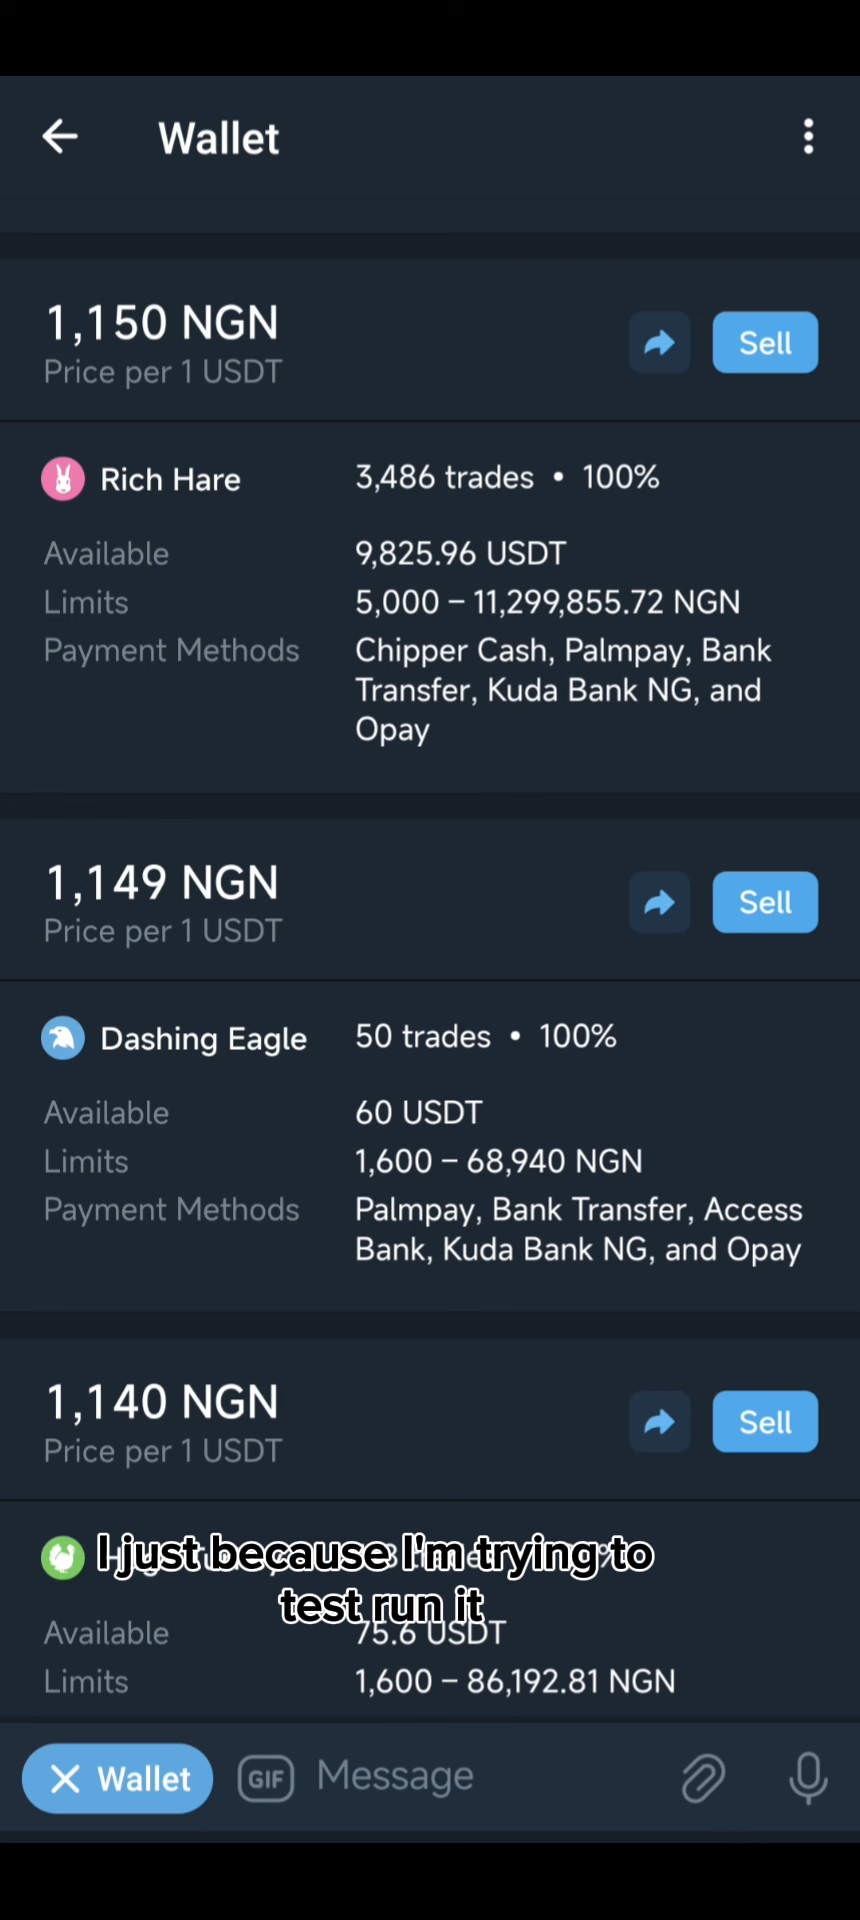 Wallet
1,150 NGN
Price per 1 USDT
Sell
Rich Hare
3,486 trades • 100%
Available
9,825.96 USDT
Limits
5,000 – 11,299,855.72 NGN
Payment Methods
Chipper Cash, Palmpay, Bank
Transfer, Kuda Bank NG, and
Opay
1,149 NGN
Price per 1 USDT
Sell
Dashing Eagle
50 trades • 100%
Available
60 USDT
Limits
1,600 – 68,940 NGN
Payment Methods
Palmpay, Bank Transfer, Access
Bank, Kuda Bank NG, and Opay
1,140 NGN
Price per 1 USDT
Sell
I just because I'm trying to
test run it
Available
75.6 USDT
Limits
1,600 – 86,192.81 NGN
Wallet
GIF
Message